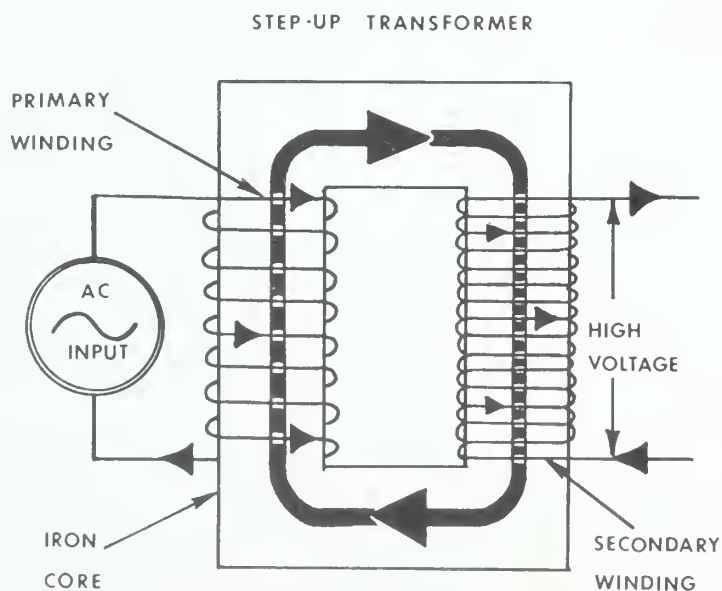 STEP-UP TRANSFORMER
PRIMARY
WINDING
AC
INPUT
HIGH
VOLTAGE
IRON
CORE
SECONDARY
WINDING